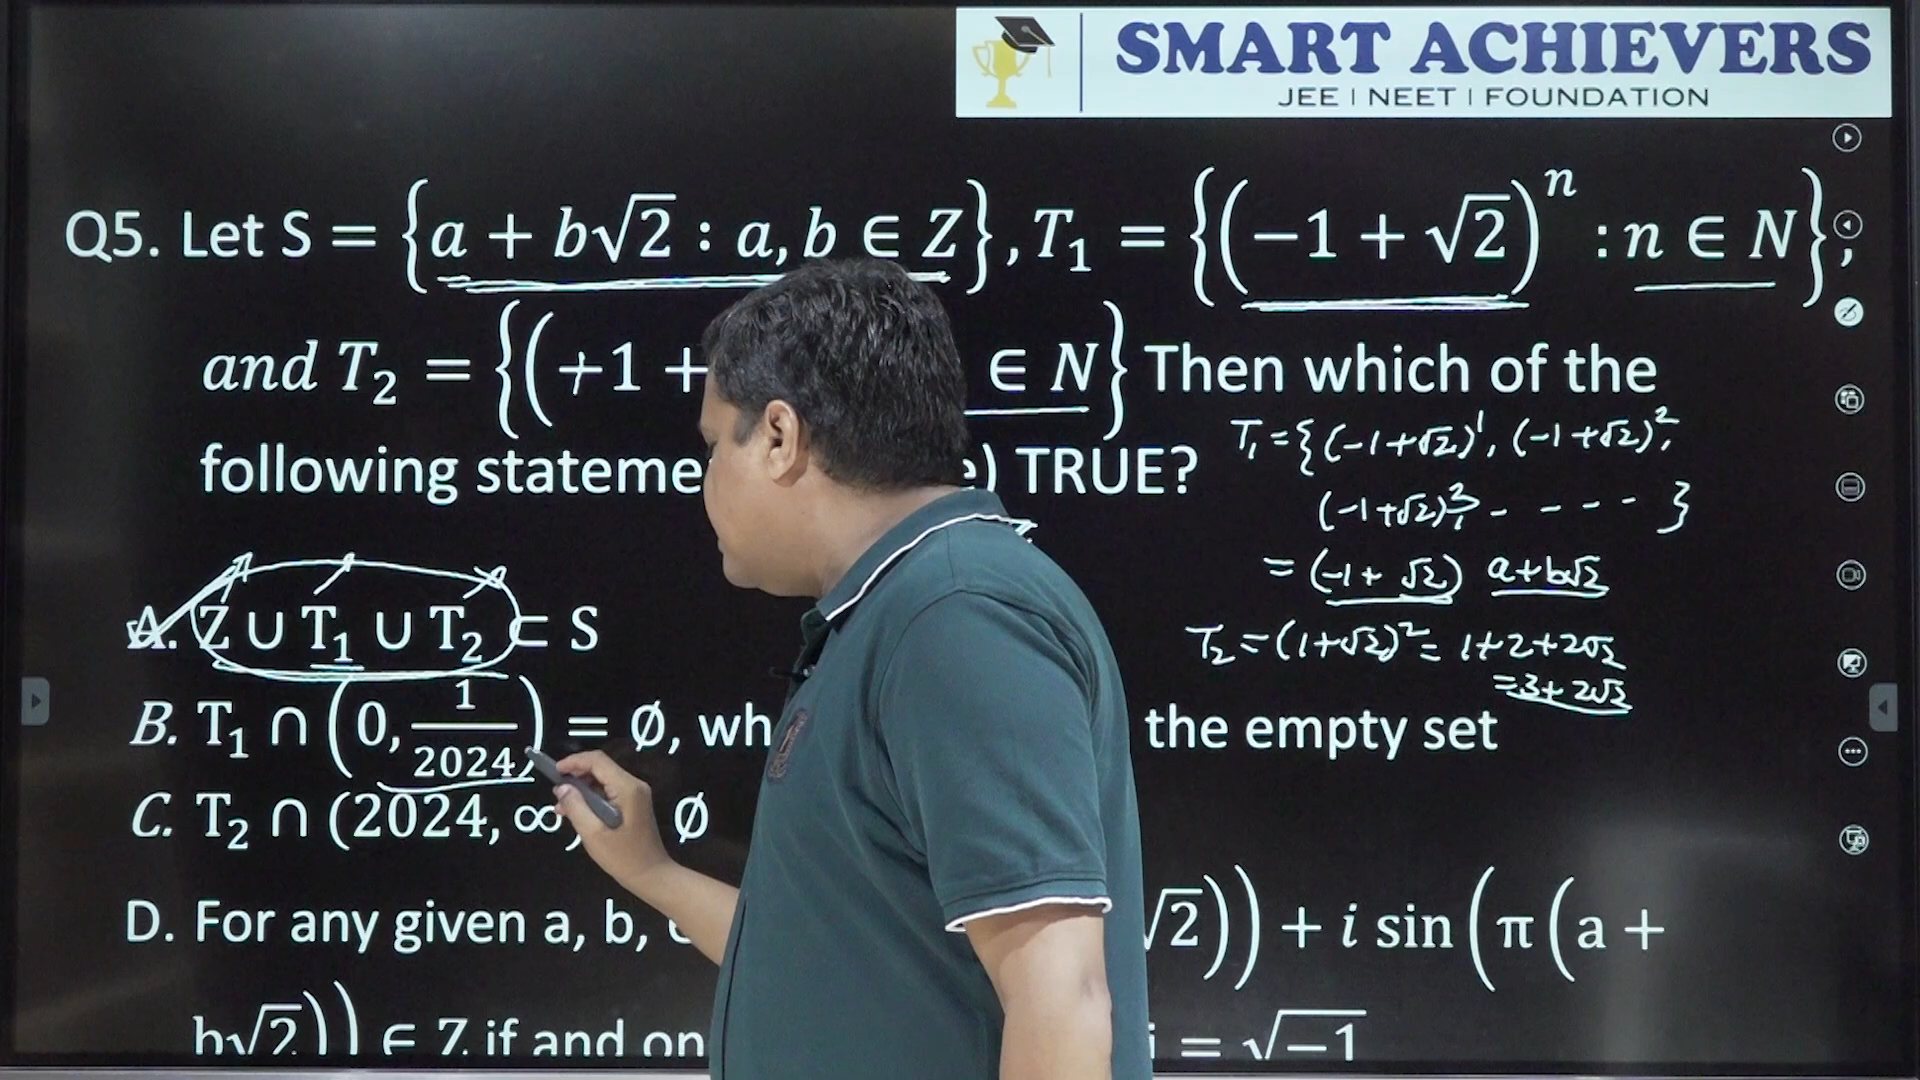 SMART ACHIEVERS
JEE | NEET | FOUNDATION
Q5. Let S = {a + b√2 : a, b ∈ Z}, T₁ = {(−1 + √2)ⁿ : n ∈ N};
and T₂ = {(+1 + ∈ N} Then which of the
following TRUE?
T₁ = {(-1+√2)¹, (-1+√2)²,
(-1+√2)³, - - - - - }
= (-1+√2) a+b√2
A. Z ∪ T₁ ∪ T₂ ⊂ S
T₂ = (1+√2)² = 1+2+2√2
= 3+2√2
B. T₁ ∩ (0, 1/2024) = ∅, the empty set
C. T₂ ∩ (2024, ∞ ∅
D. For any given a, b, √2)) + i sin (π (a +
b√2)) ∈ Z if and i = √−1